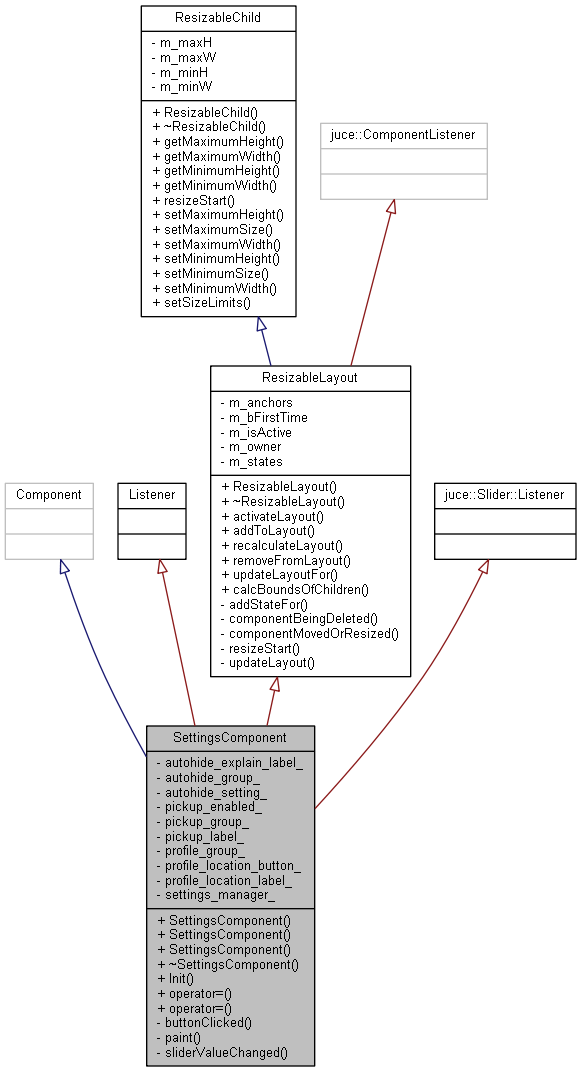 ResizableChild
- m_maxH
- m_maxW
- m_minH
- m_minW
+ ResizableChild()
+ ~ResizableChild()
+ getMaximumHeight()
+ getMaximumWidth()
+ getMinimumHeight()
+ getMinimumWidth()
+ resizeStart()
+ setMaximumHeight()
+ setMaximumSize()
+ setMaximumWidth()
+ setMinimumHeight()
+ setMinimumSize()
+ setMinimumWidth()
+ setSizeLimits()
juce::ComponentListener
ResizableLayout
- m_anchors
- m_bFirstTime
- m_isActive
- m_owner
- m_states
+ ResizableLayout()
+ ~ResizableLayout()
+ activateLayout()
+ addToLayout()
+ recalculateLayout()
+ removeFromLayout()
+ updateLayoutFor()
+ calcBoundsOfChildren()
- addStateFor()
- componentBeingDeleted()
- componentMovedOrResized()
- resizeStart()
- updateLayout()
Component
Listener
juce::Slider::Listener
SettingsComponent
- autohide_explain_label_
- autohide_group_
- autohide_setting_
- pickup_enabled_
- pickup_group_
- pickup_label_
- profile_group_
- profile_location_button_
- profile_location_label_
- settings_manager_
+ SettingsComponent()
+ SettingsComponent()
+ SettingsComponent()
+ ~SettingsComponent()
+ Init()
+ operator=()
+ operator=()
- buttonClicked()
- paint()
- sliderValueChanged()